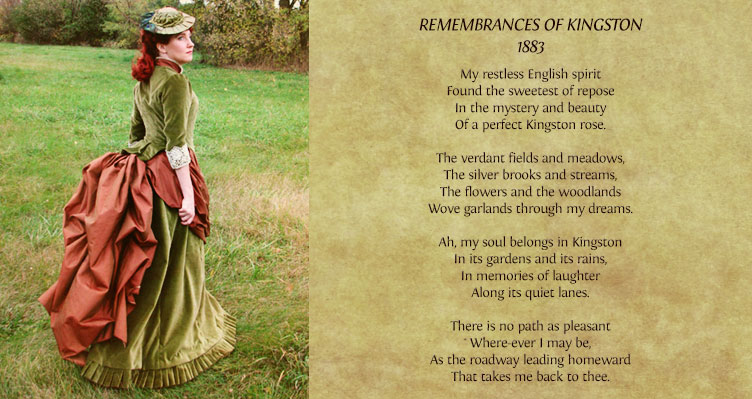 REMEMBRANCES OF KINGSTON
1883
My restless English spirit
Found the sweetest of repose
In the mystery and beauty
Of a perfect Kingston rose.
The verdant fields and meadows,
The silver brooks and streams,
The flowers and the woodlands
Wove garlands through my dreams.
Ah, my soul belongs in Kingston
In its gardens and its rains,
In memories of laughter
Along its quiet lanes.
There is no path as pleasant
Where-ever I may be,
As the roadway leading homeward
That takes me back to thee.